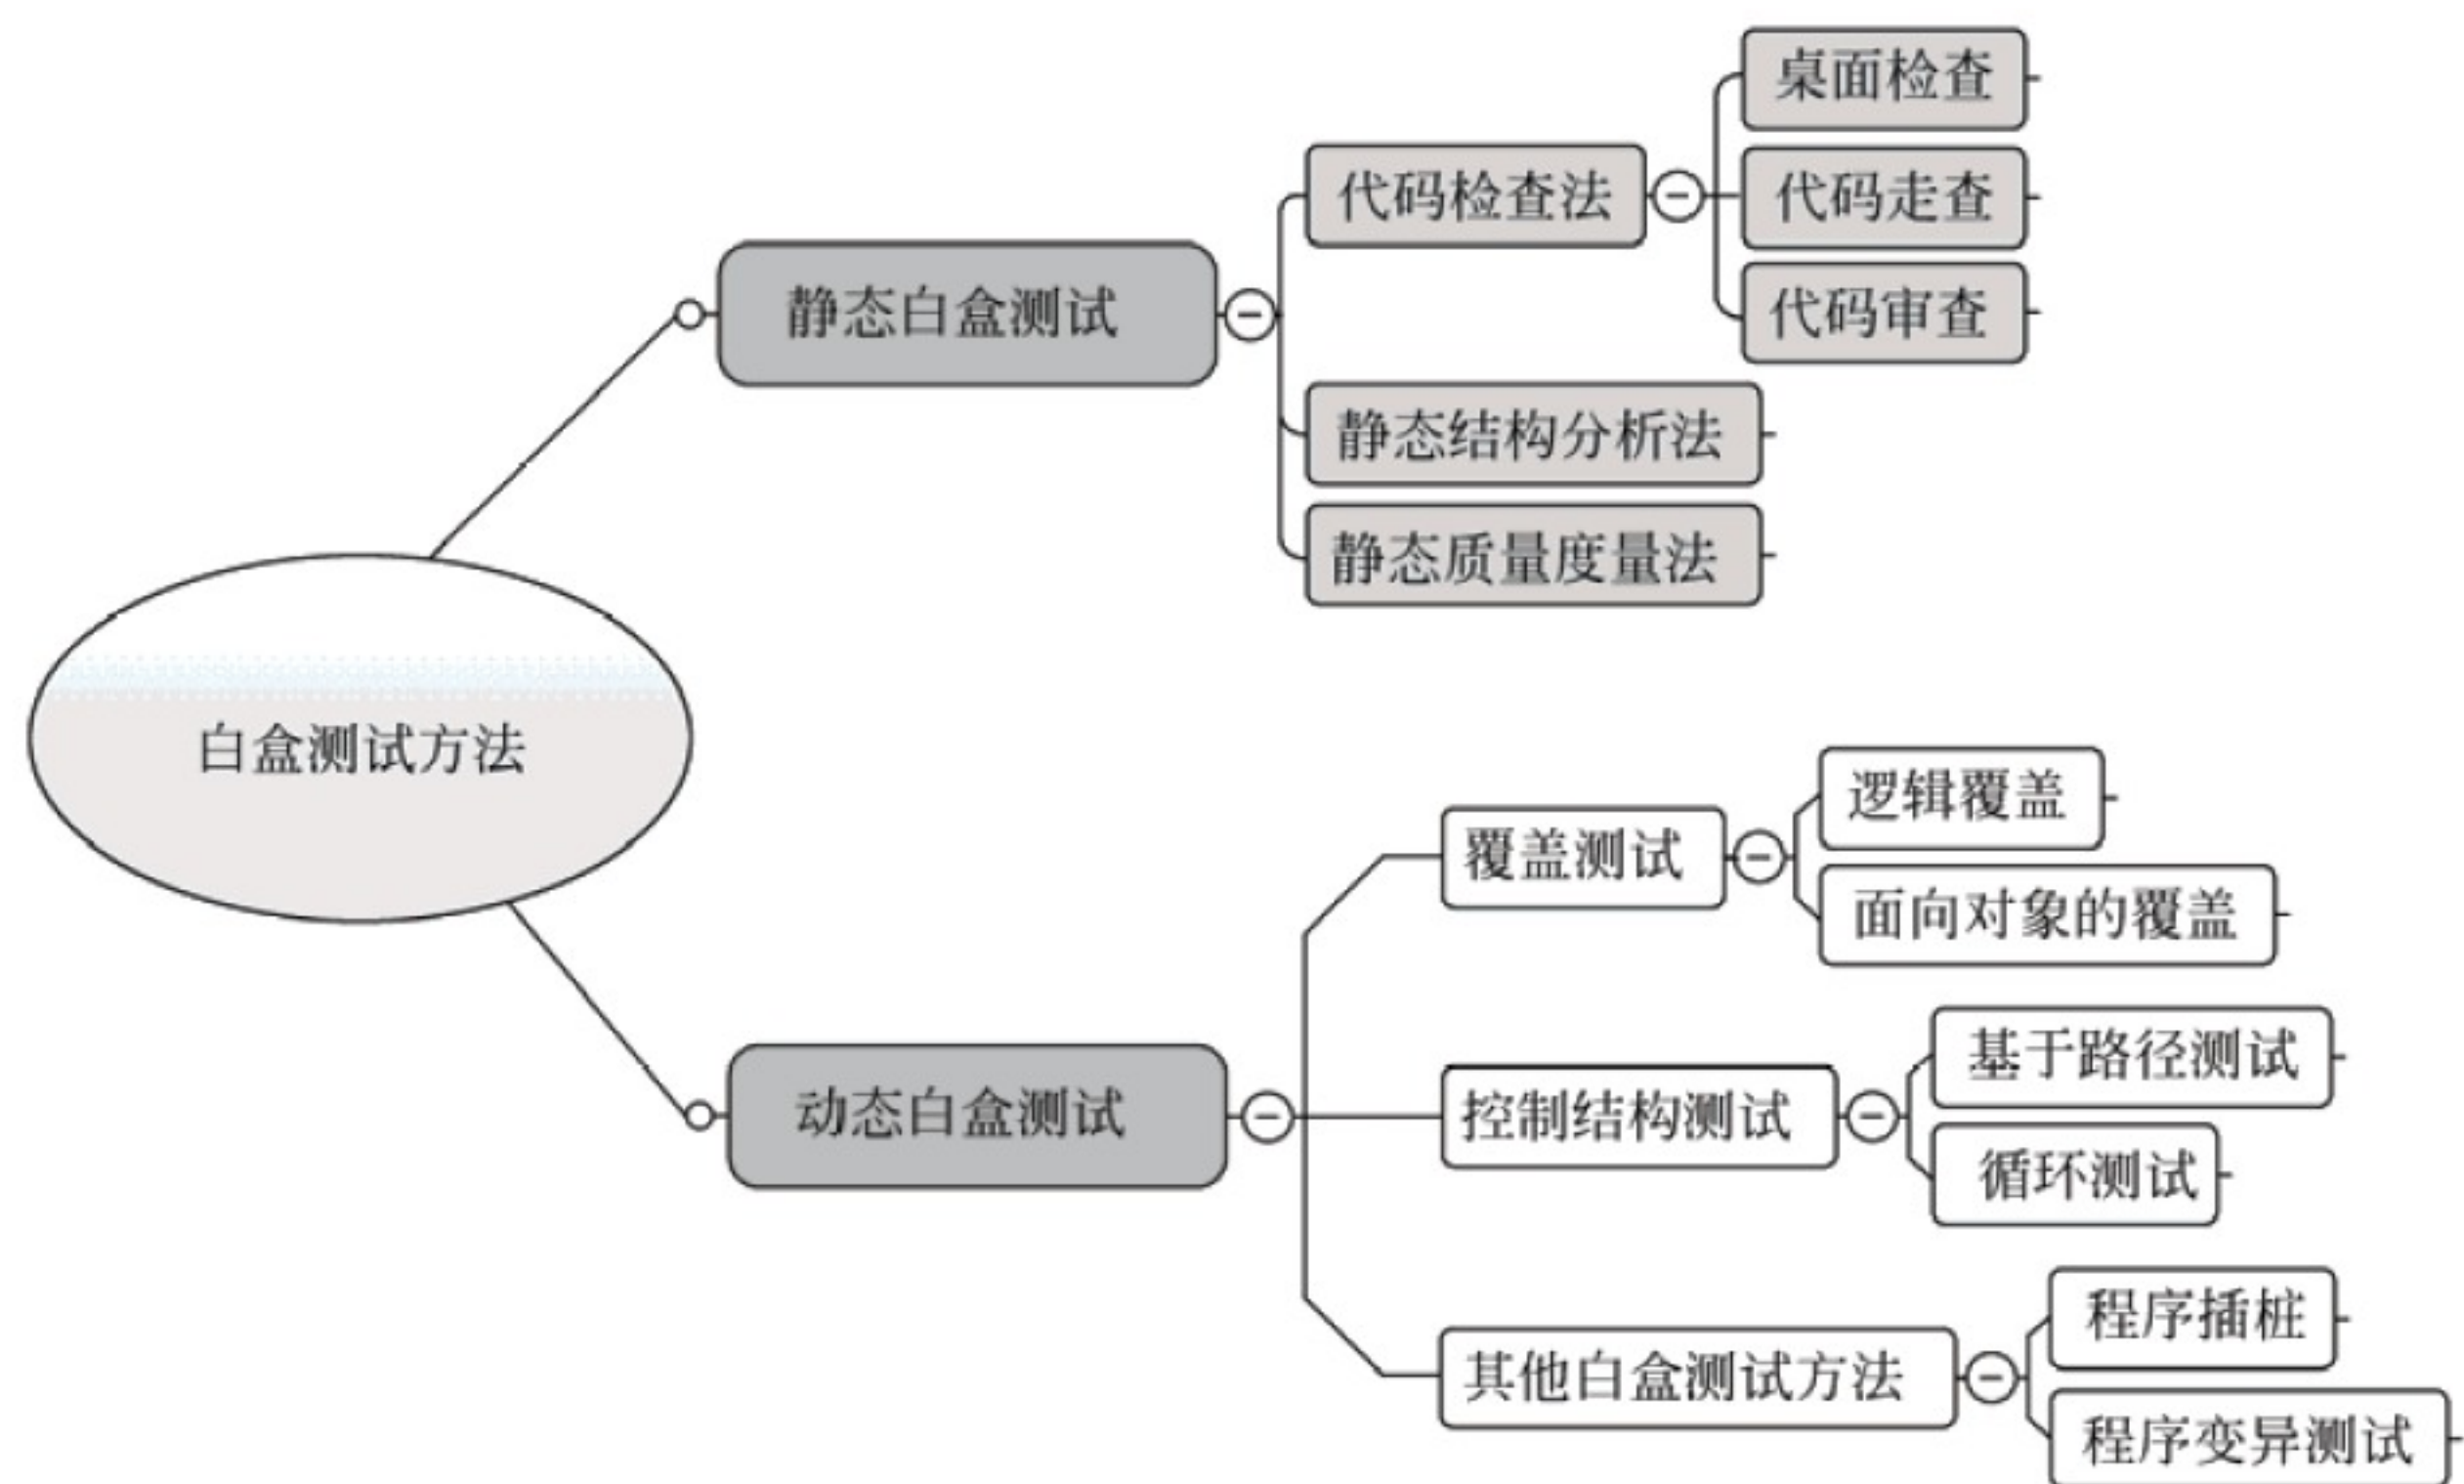 桌面检查
代码检查法
代码走查
静态白盒测试
代码审查
静态结构分析法
静态质量度量法
白盒测试方法
逻辑覆盖
覆盖测试
面向对象的覆盖
基于路径测试
动态白盒测试
控制结构测试
循环测试
程序插桩
其他白盒测试方法
程序变异测试